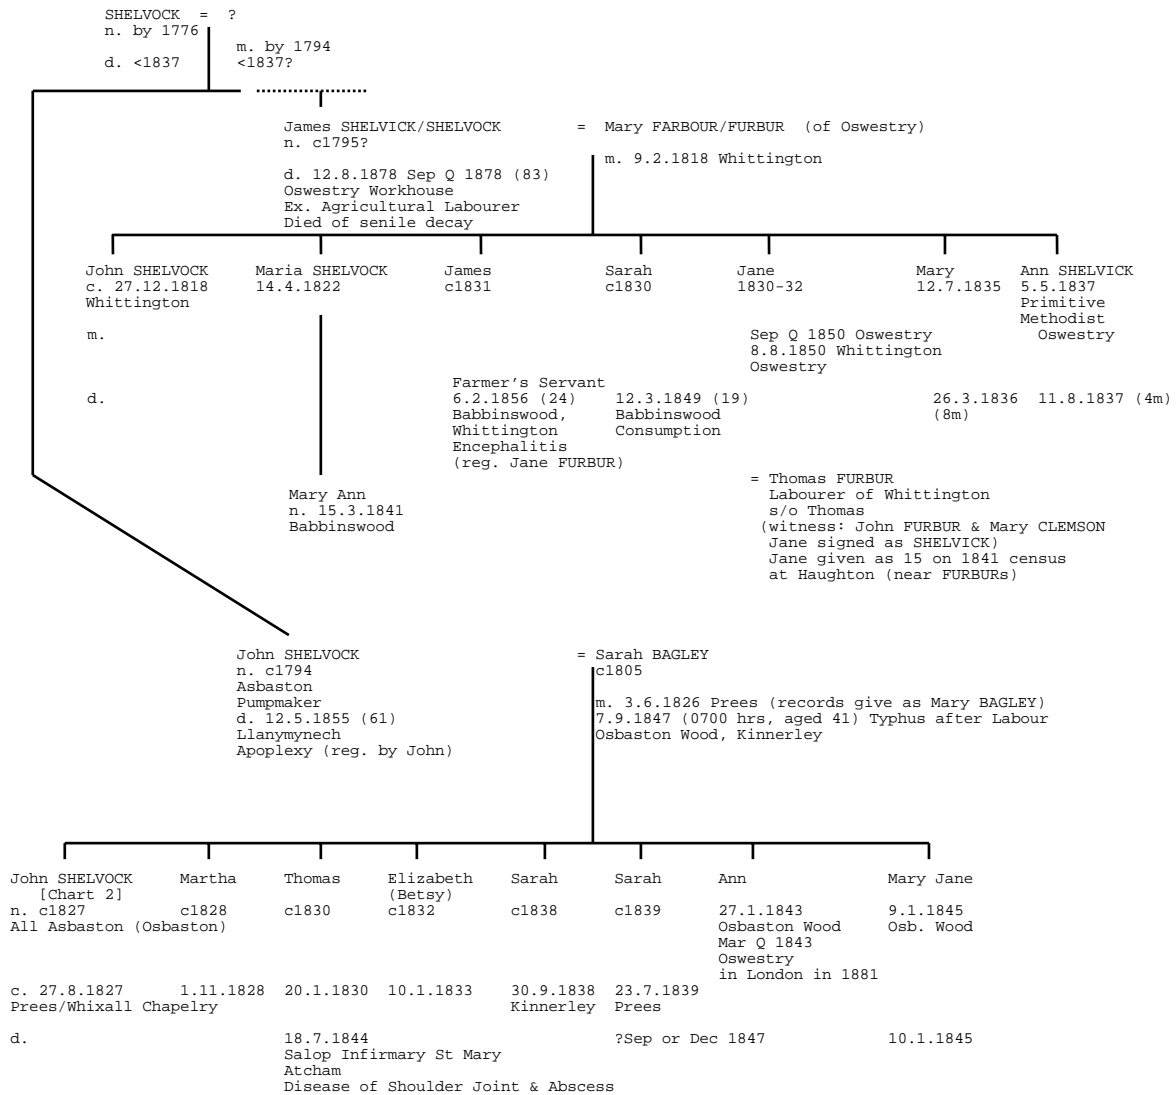 SHELVOCK = ?
n. by 1776
m. by 1794
d. <1837 <1837?
James SHELVICK/SHELVOCK = Mary FARBOUR/FURBUR (of Oswestry)
n. c1795?
m. 9.2.1818 Whittington
d. 12.8.1878 Sep Q 1878 (83)
Oswestry Workhouse
Ex. Agricultural Labourer
Died of senile decay
John SHELVOCK Maria SHELVOCK James Sarah Jane Mary Ann SHELVICK
c. 27.12.1818 14.4.1822 c1831 c1830 1830-32 12.7.1835 5.5.1837
Whittington Primitive
Methodist
m. Sep Q 1850 Oswestry Oswestry
8.8.1850 Whittington
Oswestry
Farmer's Servant
d. 6.2.1856 (24) 12.3.1849 (19) 26.3.1836 11.8.1837 (4m)
Babbinswood, Babbinswood (8m)
Whittington Consumption
Encephalitis
(reg. Jane FURBUR)
= Thomas FURBUR
Mary Ann Labourer of Whittington
n. 15.3.1841 s/o Thomas
Babbinswood (witness: John FURBUR & Mary CLEMSON
Jane signed as SHELVICK)
Jane given as 15 on 1841 census
at Haughton (near FURBURs)
John SHELVOCK = Sarah BAGLEY
n. c1794 c1805
Asbaston
Pumpmaker m. 3.6.1826 Prees (records give as Mary BAGLEY)
d. 12.5.1855 (61) 7.9.1847 (0700 hrs, aged 41) Typhus after Labour
Llanymynech Osbaston Wood, Kinnerley
Apoplexy (reg. by John)
John SHELVOCK Martha Thomas Elizabeth Sarah Sarah Ann Mary Jane
[Chart 2] (Betsy)
n. c1827 c1828 c1830 c1832 c1838 c1839 27.1.1843 9.1.1845
All Asbaston (Osbaston) Osbaston Wood Osb. Wood
Mar Q 1843
Oswestry
in London in 1881
c. 27.8.1827 1.11.1828 20.1.1830 10.1.1833 30.9.1838 23.7.1839
Prees/Whixall Chapelry Kinnerley Prees
d. 18.7.1844 ?Sep or Dec 1847 10.1.1845
Salop Infirmary St Mary
Atcham
Disease of Shoulder Joint & Abscess